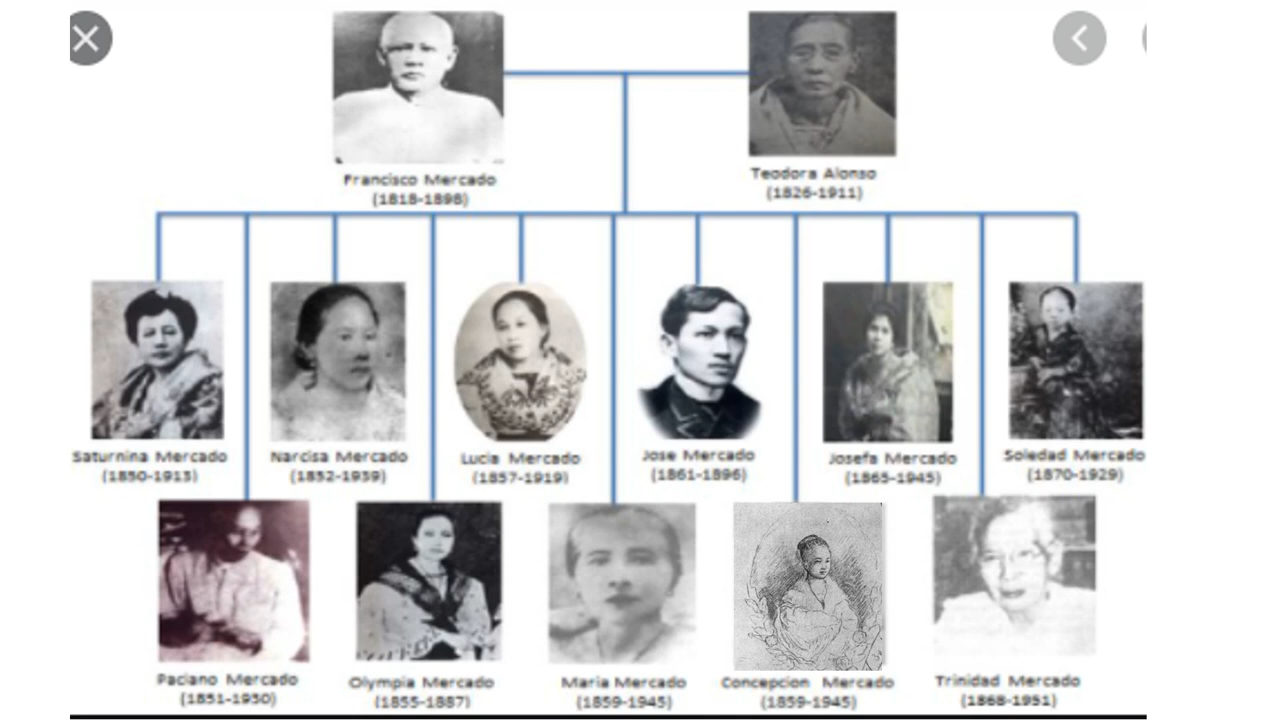 Francisco Mercado
(1818-1898)
Teodora Alonso
(1826-1911)
Saturnina Mercado
(1850-1913)
Narcisa Mercado
(1852-1939)
Lucia Mercado
(1857-1919)
Jose Mercado
(1861-1896)
Josefa Mercado
(1865-1945)
Soledad Mercado
(1870-1929)
Paciano Mercado
(1851-1930)
Olympia Mercado
(1855-1887)
Maria Mercado
(1859-1945)
Concepcion Mercado
(1859-1945)
Trinidad Mercado
(1868-1951)